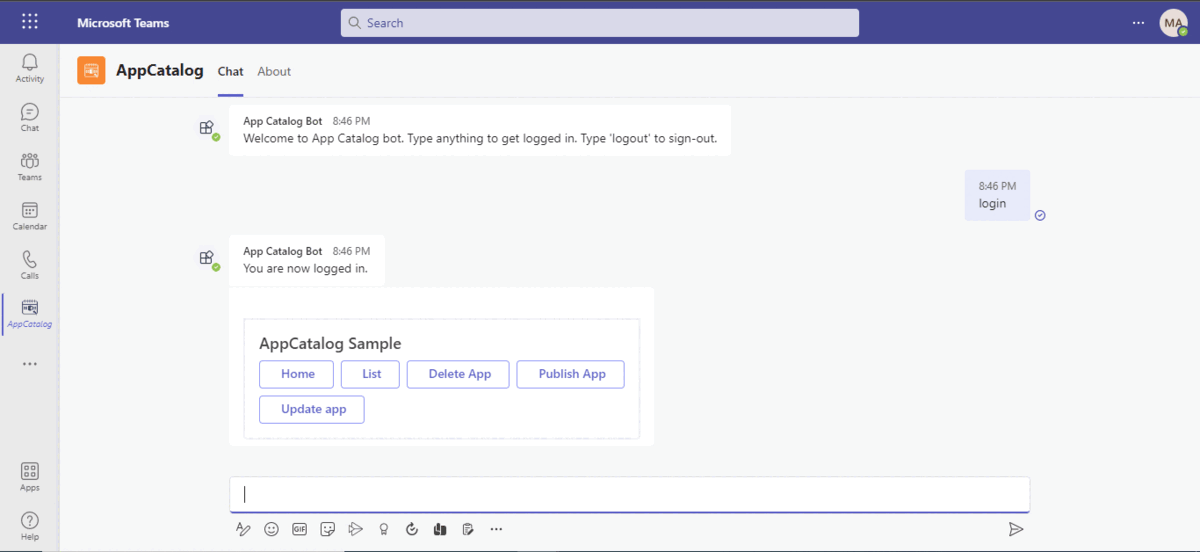 Microsoft Teams
Search
MA
Activity
Chat
Teams
Calendar
Calls
AppCatalog
Apps
Help
AppCatalog Chat About
App Catalog Bot 8:46 PM
Welcome to App Catalog bot. Type anything to get logged in. Type 'logout' to sign-out.
8:46 PM
login
App Catalog Bot 8:46 PM
You are now logged in.
AppCatalog Sample
Home List Delete App Publish App
Update app
GIF